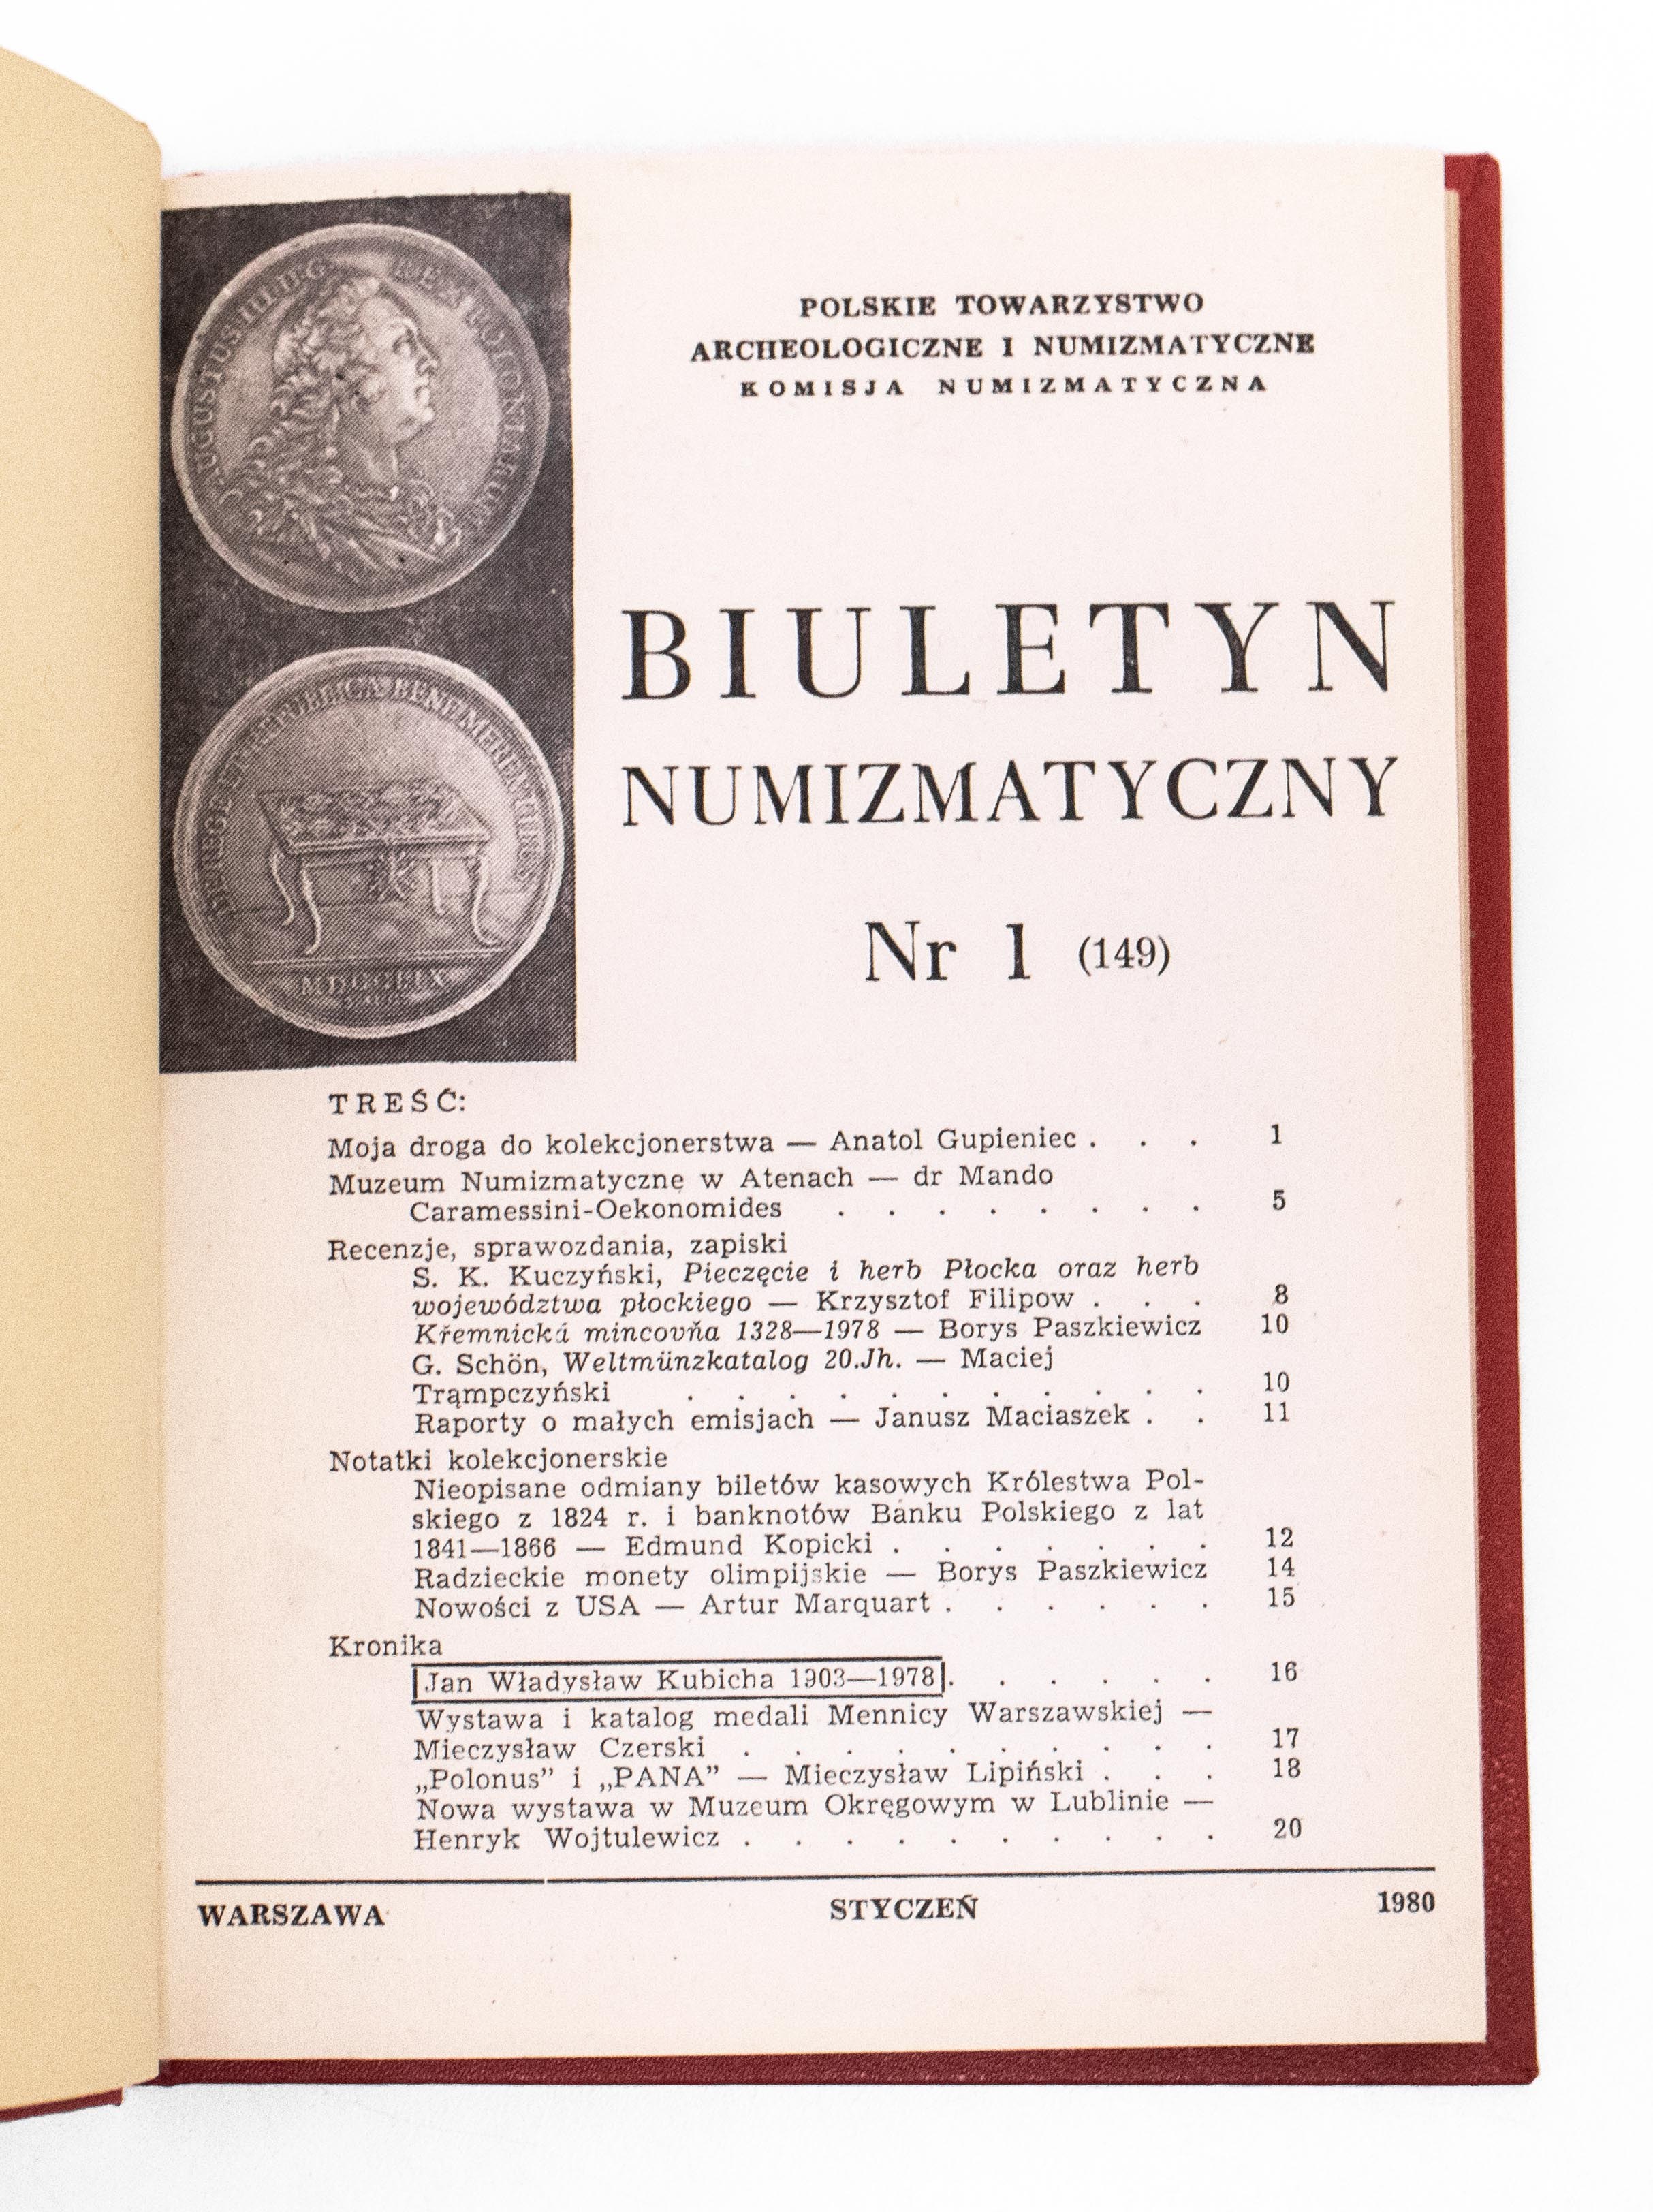 POLSKIE TOWARZYSTWO
ARCHEOLOGICZNE I NUMIZMATYCZNE
KOMISJA NUMIZMATYCZNA
BIULETYN
NUMIZMATYCZNY
Nr 1 (149)
TREŚĆ:
Moja droga do kolekcjonerstwa — Anatol Gupieniec . . . 1
Muzeum Numizmatyczne w Atenach — dr Mando
Caramessini-Oekonomides . . . . . . . . 5
Recenzje, sprawozdania, zapiski
S. K. Kuczyński, Pieczęcie i herb Płocka oraz herb
województwa płockiego — Krzysztof Filipow . . . 8
Křemnická mincovňa 1328—1978 — Borys Paszkiewicz 10
G. Schön, Weltmünzkatalog 20.Jh. — Maciej
Trąmpczyński . . . . . . . . . . . 10
Raporty o małych emisjach — Janusz Maciaszek . . 11
Notatki kolekcjonerskie
Nieopisane odmiany biletów kasowych Królestwa Pol-
skiego z 1824 r. i banknotów Banku Polskiego z lat
1841—1866 — Edmund Kopicki . . . . . . . 12
Radzieckie monety olimpijskie — Borys Paszkiewicz 14
Nowości z USA — Artur Marquart . . . . . . 15
Kronika
Jan Władysław Kubicha 1903—1978 . . . . . . 16
Wystawa i katalog medali Mennicy Warszawskiej —
Mieczysław Czerski . . . . . . . . . . 17
„Polonus” i „PANA” — Mieczysław Lipiński . . . 18
Nowa wystawa w Muzeum Okręgowym w Lublinie —
Henryk Wojtulewicz . . . . . . . . . . 20
WARSZAWA STYCZEŃ 1980
AUGUSTUS III D.G.
MDCCLIX